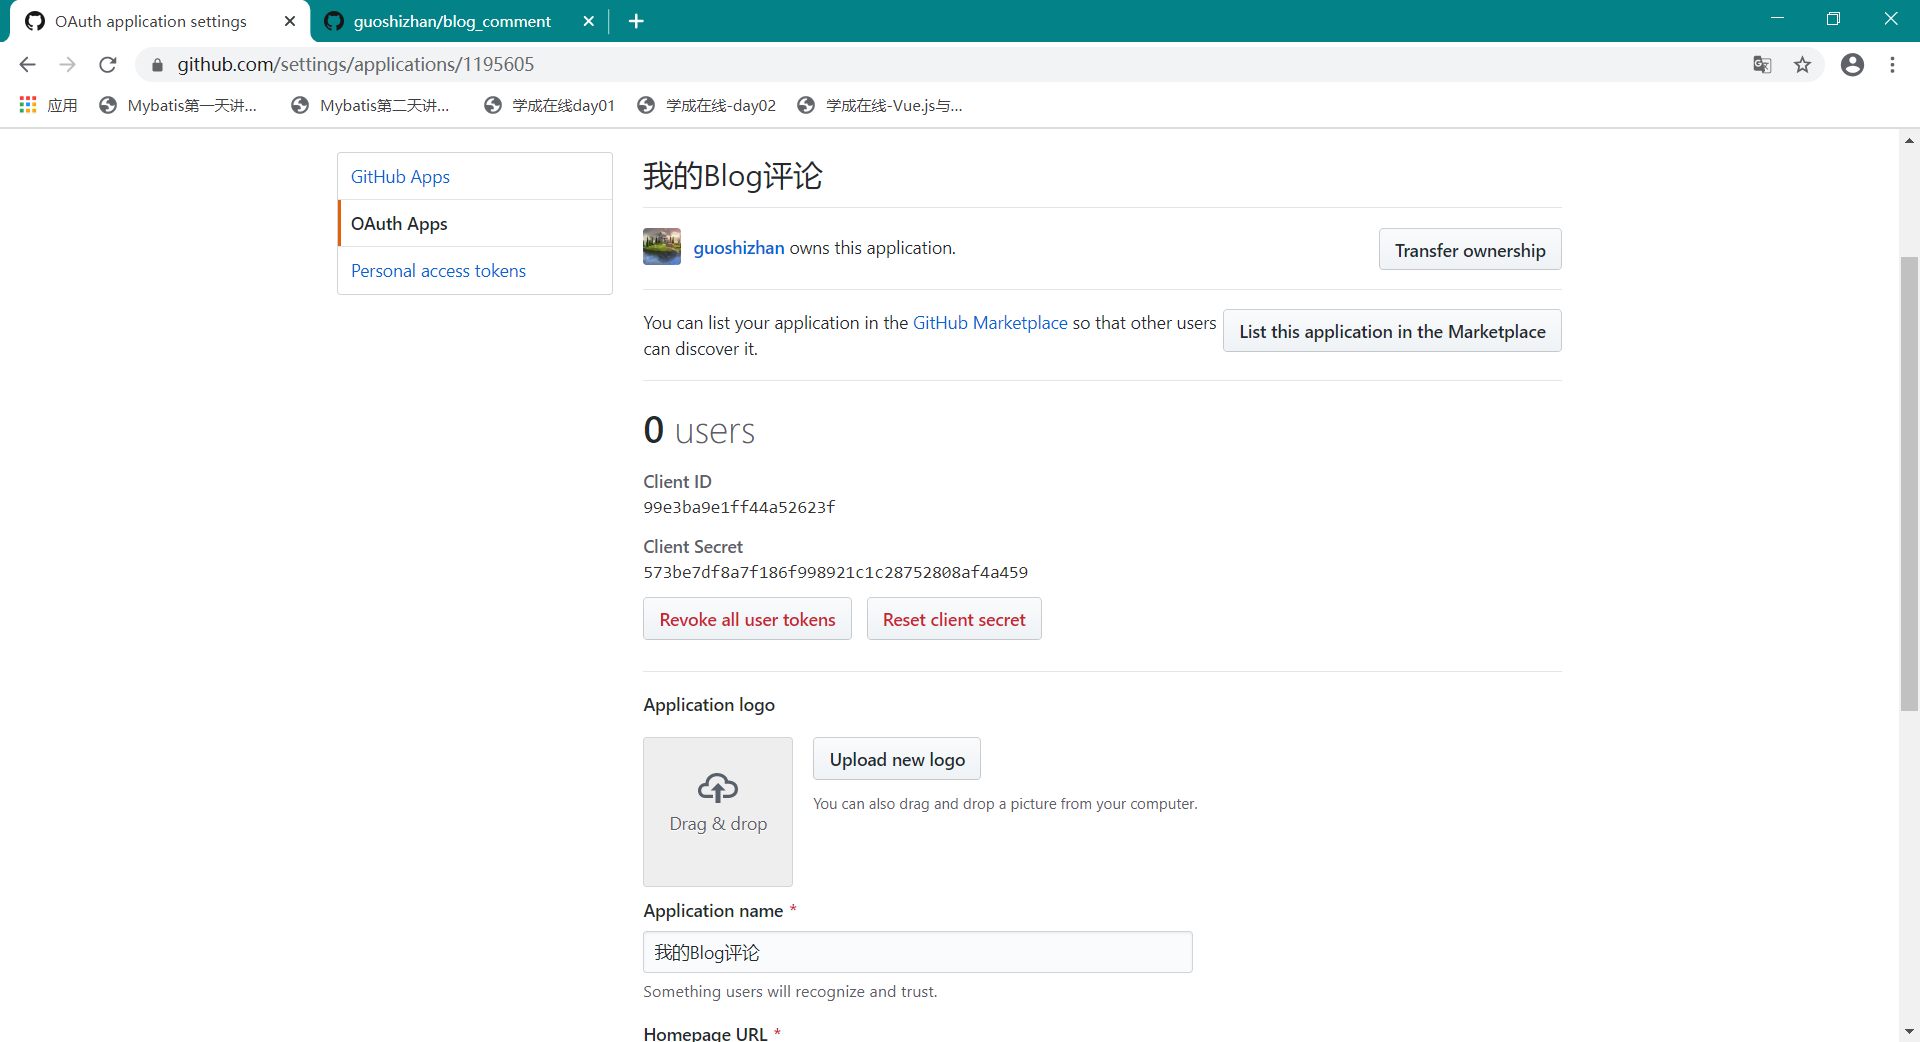 OAuth application settings
guoshizhan/blog_comment
github.com/settings/applications/1195605
应用
Mybatis第一天讲...
Mybatis第二天讲...
学成在线day01
学成在线-day02
学成在线-Vue.js与...
GitHub Apps
OAuth Apps
Personal access tokens
我的Blog评论
guoshizhan owns this application.
Transfer ownership
You can list your application in the GitHub Marketplace so that other users
can discover it.
List this application in the Marketplace
0 users
Client ID
99e3ba9e1ff44a52623f
Client Secret
573be7df8a7f186f998921c1c28752808af4a459
Revoke all user tokens
Reset client secret
Application logo
Drag & drop
Upload new logo
You can also drag and drop a picture from your computer.
Application name *
我的Blog评论
Something users will recognize and trust.
Homepage URL *